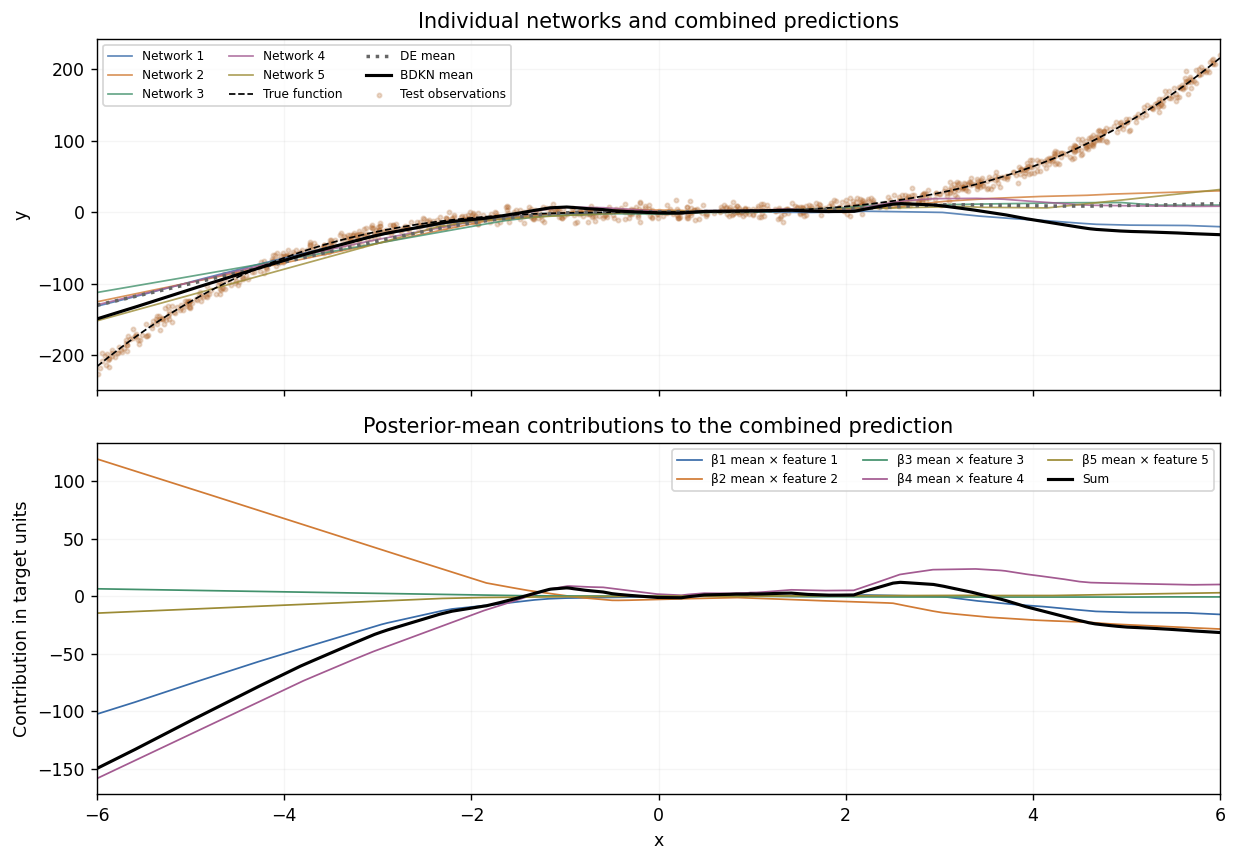 Individual networks and combined predictions
Network 1 Network 4 DE mean
Network 2 Network 5 BDKN mean
Network 3 True function Test observations
200
100
0
−100
−200
y
Posterior-mean contributions to the combined prediction
β1 mean × feature 1 β3 mean × feature 3 β5 mean × feature 5
β2 mean × feature 2 β4 mean × feature 4 Sum
100
50
0
−50
−100
−150
Contribution in target units
−6 −4 −2 0 2 4 6
x